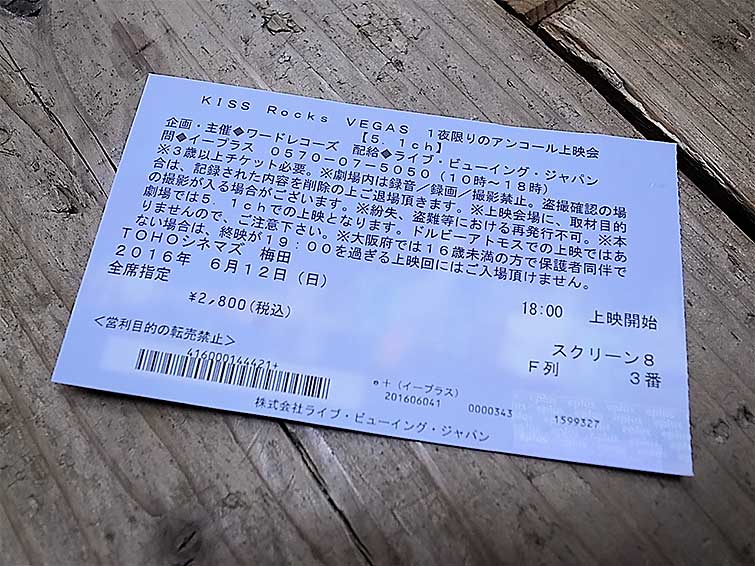 KISS Rocks VEGAS 1夜限りのアンコール上映会
【5.1ch】
企画・主催◆ワードレコーズ 配給◆ライブ・ビューイング・ジャパン
問◆イープラス 0570-07-5050(10時~18時)
※3歳以上チケット必要。※劇場内は録音/録画/撮影禁止。盗撮確認の場
合は、記録された内容を削除の上ご退場頂きます。※上映会場に、取材目的
の撮影が入る場合がございます。※紛失、盗難等における再発行不可。※本
劇場では5.1chでの上映となります。ドルビーアトモスでの上映ではあ
りませんので、ご注意下さい。※大阪府では16歳未満の方で保護者同伴で
ない場合は、終映が19:00を過ぎる上映回にはご入場頂けません。
TOHOシネマズ 梅田
2016年 6月12日(日)
18:00 上映開始
全席指定
¥2,800(税込)
スクリーン8
F列 3番
<営利目的の転売禁止>
416000144421+
e+(イープラス)
201606041 0000343 1599327
株式会社ライブ・ビューイング・ジャパン